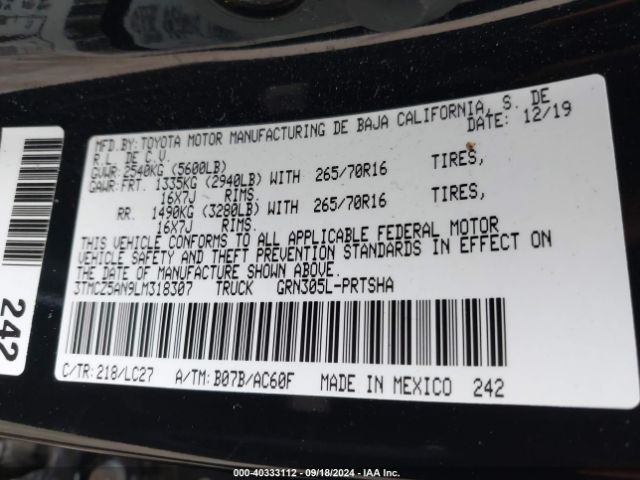 MFD.BY: TOYOTA MOTOR MANUFACTURING DE BAJA CALIFORNIA, S. DE
R.L. DE C.V. DATE: 12/19
GVWR: 2540KG (5600LB)
GAWR: FRT. 1335KG (2940LB) WITH 265/70R16 TIRES,
16X7J RIMS.
RR. 1490KG (3280LB) WITH 265/70R16 TIRES,
16X7J RIMS.
THIS VEHICLE CONFORMS TO ALL APPLICABLE FEDERAL MOTOR
VEHICLE SAFETY AND THEFT PREVENTION STANDARDS IN EFFECT ON
THE DATE OF MANUFACTURE SHOWN ABOVE.
3TMCZ5AN9LM318307 TRUCK GRN305L-PRTSHA
C/TR: 218/LC27 A/TM: B07B/AC60F MADE IN MEXICO 242
242
000-40333112 - 09/18/2024 - IAA Inc.